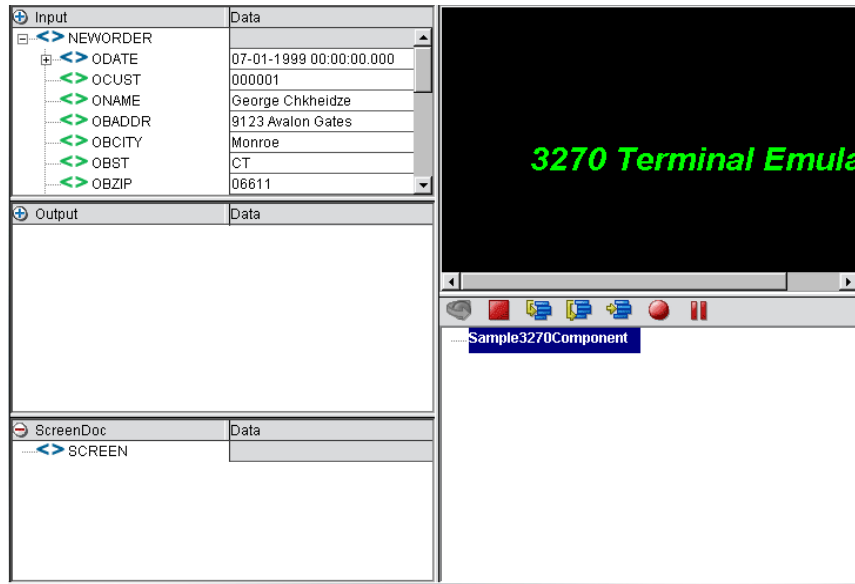 Input Data
NEWORDER
ODATE 07-01-1999 00:00:00.000
OCUST 000001
ONAME George Chkheidze
OBADDR 9123 Avalon Gates
OBCITY Monroe
OBST CT
OBZIP 06611
Output Data
ScreenDoc Data
SCREEN
3270 Terminal Emula
Sample3270Component